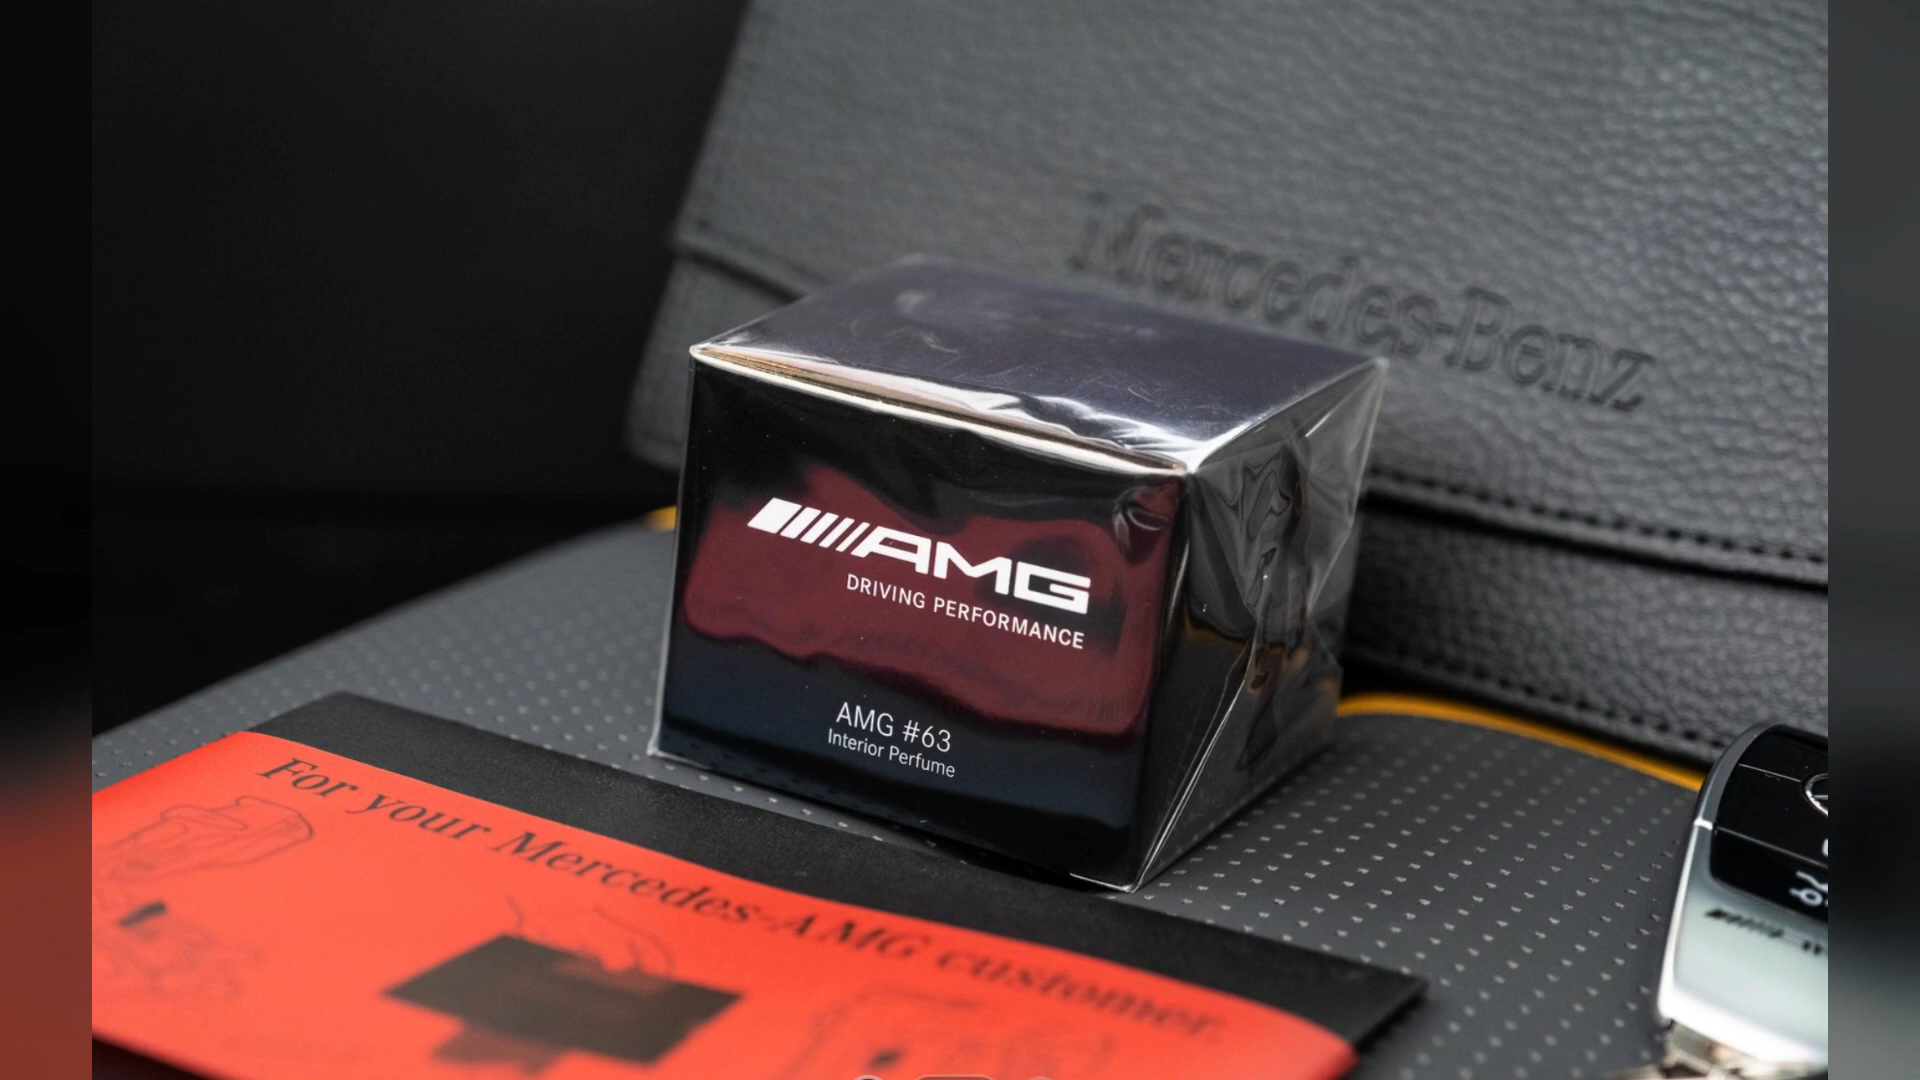 Mercedes-Benz
AMG
DRIVING PERFORMANCE
AMG #63
Interior Perfume
For your Mercedes-AMG customer.